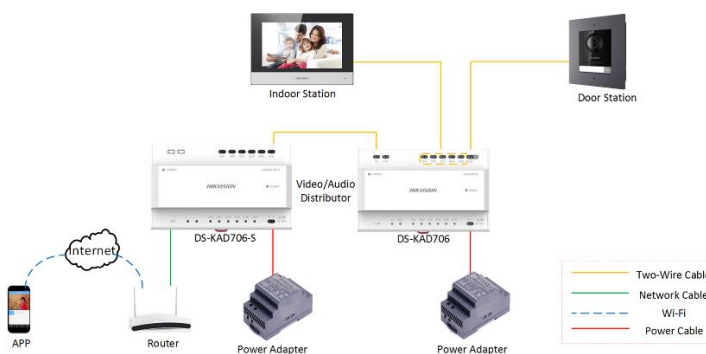 Indoor Station
Door Station
HIKVISION
Video/Audio
Distributor
HIKVISION
DS-KAD706-S
DS-KAD706
Internet
APP
Router
Power Adapter
Power Adapter
Two-Wire Cable
Network Cable
Wi-Fi
Power Cable